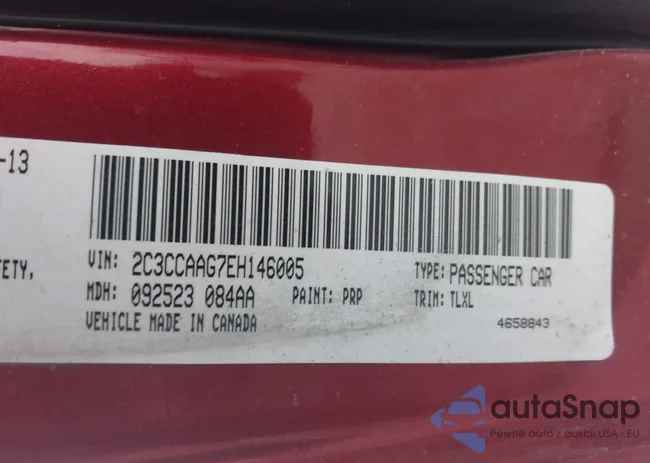 -13
ETY,
VIN: 2C3CCAAG7EH146005
TYPE: PASSENGER CAR
MDH: 092523 084AA
PAINT: PRP
TRIM: TLXL
VEHICLE MADE IN CANADA
4658843
autaSnap
Pewne auta z aukcji USA i EU